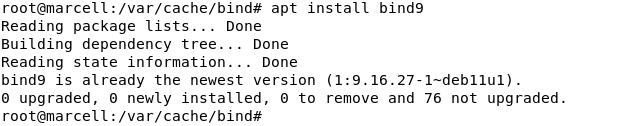 root@marcell:/var/cache/bind# apt install bind9
Reading package lists... Done
Building dependency tree... Done
Reading state information... Done
bind9 is already the newest version (1:9.16.27-1~deb11u1).
0 upgraded, 0 newly installed, 0 to remove and 76 not upgraded.
root@marcell:/var/cache/bind#